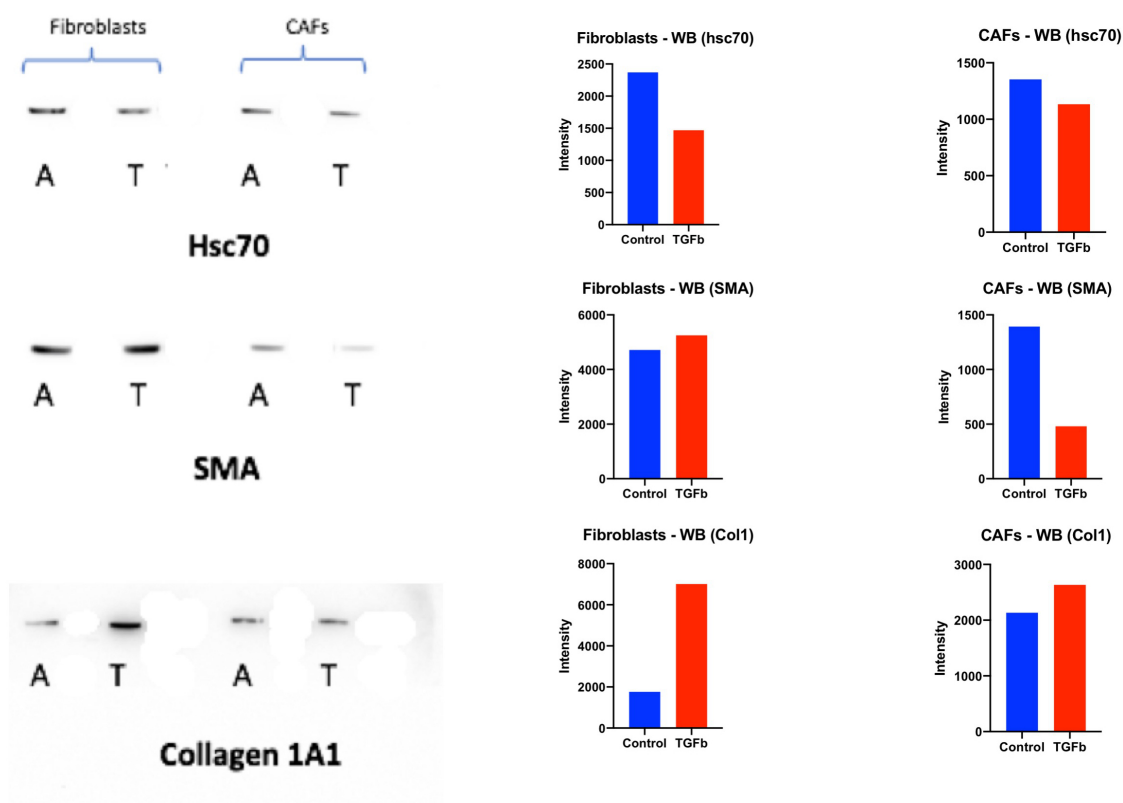 Fibroblasts
CAFs
A T A T
Hsc70
A T A T
SMA
A T A T
Collagen 1A1
Fibroblasts - WB (hsc70)
Intensity
2500
2000
1500
1000
500
0
Control TGFb
CAFs - WB (hsc70)
Intensity
1500
1000
500
0
Control TGFb
Fibroblasts - WB (SMA)
Intensity
6000
4000
2000
0
Control TGFb
CAFs - WB (SMA)
Intensity
1500
1000
500
0
Control TGFb
Fibroblasts - WB (Col1)
Intensity
8000
6000
4000
2000
0
Control TGFb
CAFs - WB (Col1)
Intensity
3000
2000
1000
0
Control TGFb